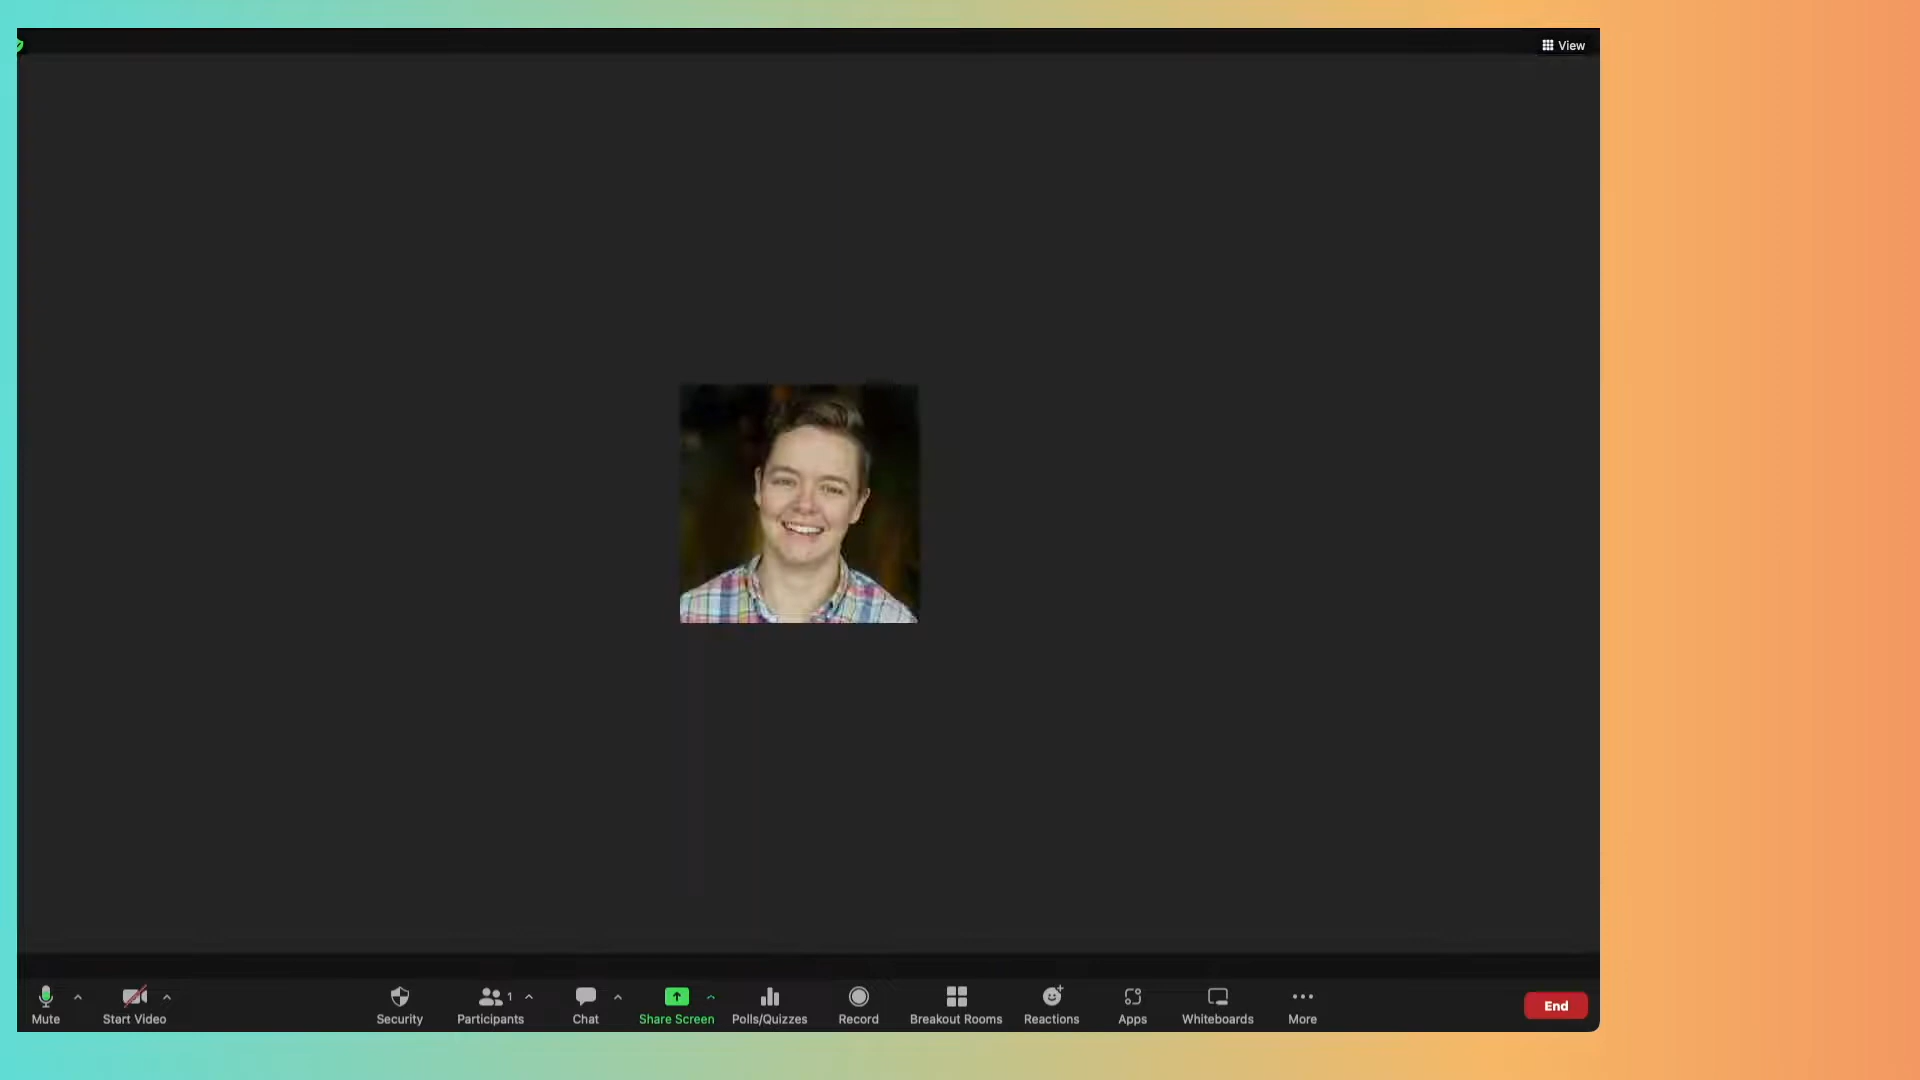 View
Mute
Start Video
Security
Participants
1
Chat
Share Screen
Polls/Quizzes
Record
Breakout Rooms
Reactions
Apps
Whiteboards
More
End